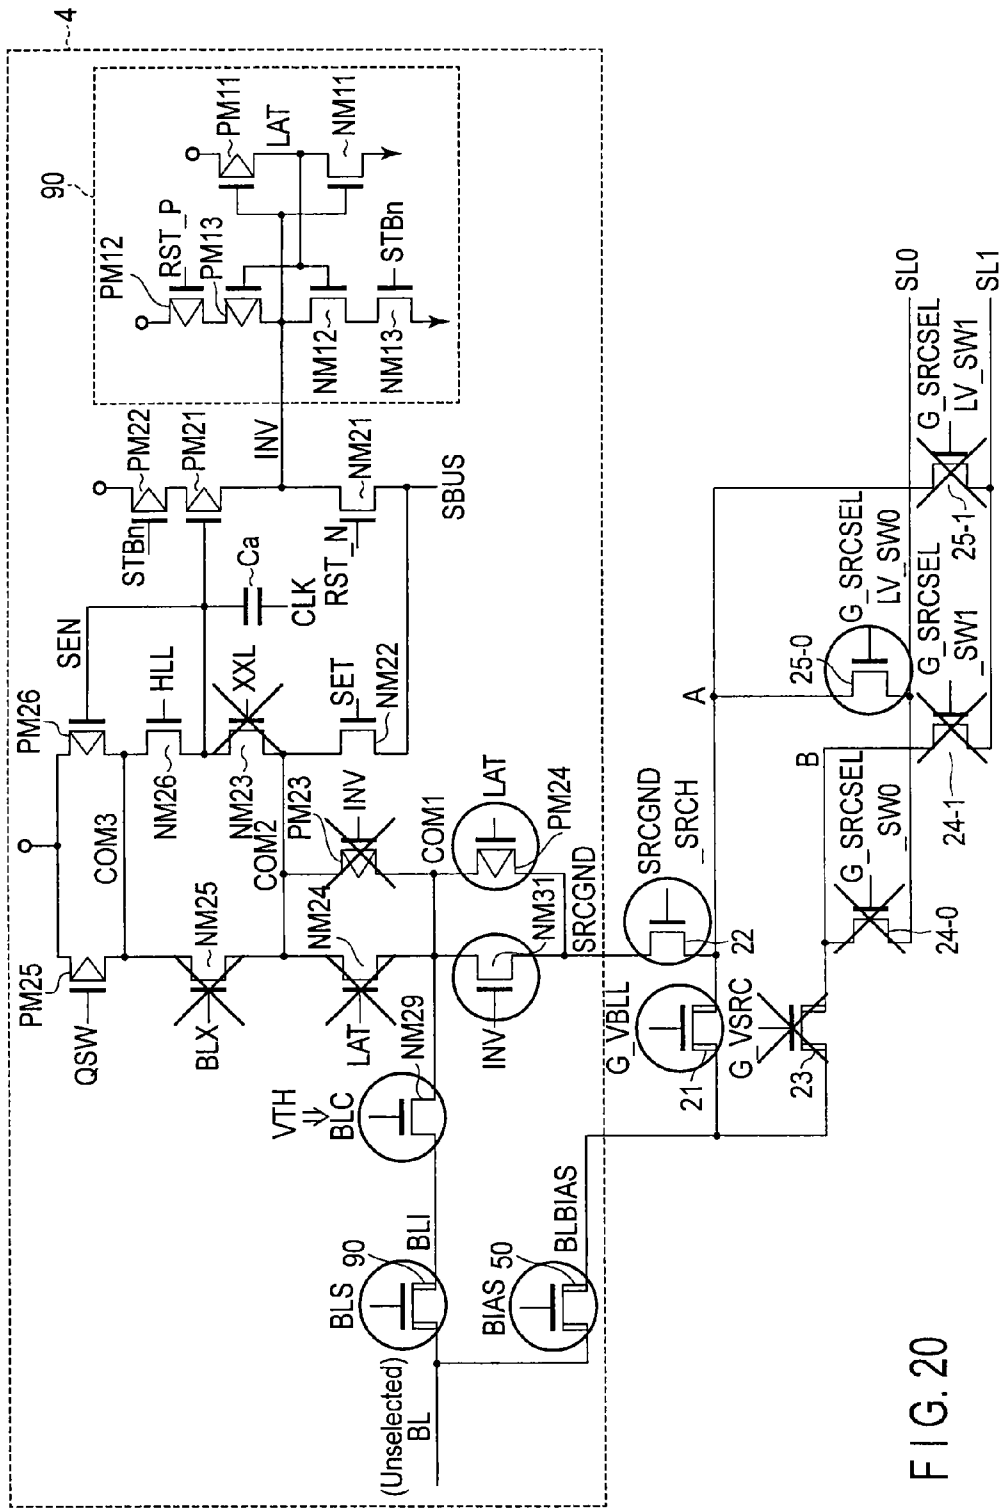 4
90
PM12
RST_P
PM13
PM11
LAT
NM11
NM12
STBn
NM13
INV
PM22
STBn
PM21
NM21
RST_N
SBUS
Ca
CLK
SEN
PM26
HLL
NM26
XXL
NM23
SET
NM22
COM3
COM2
PM25
QSW
NM25
BLX
PM23
INV
NM24
LAT
COM1
LAT
PM24
NM31
INV
SRCGND
NM29
VTH
⇒
BLC
BLI
BLS
90
(Unselected)
BL
BIAS
50
BLBIAS
SRCGND
_SRCH
22
G_VBLL
21
G_VSRC
23
A
B
25-0
G_SRCSEL
LV_SW0
G_SRCSEL
LV_SW1
25-1
G_SRCSEL
_SW1
24-1
G_SRCSEL
_SW0
24-0
SL0
SL1
FIG. 20